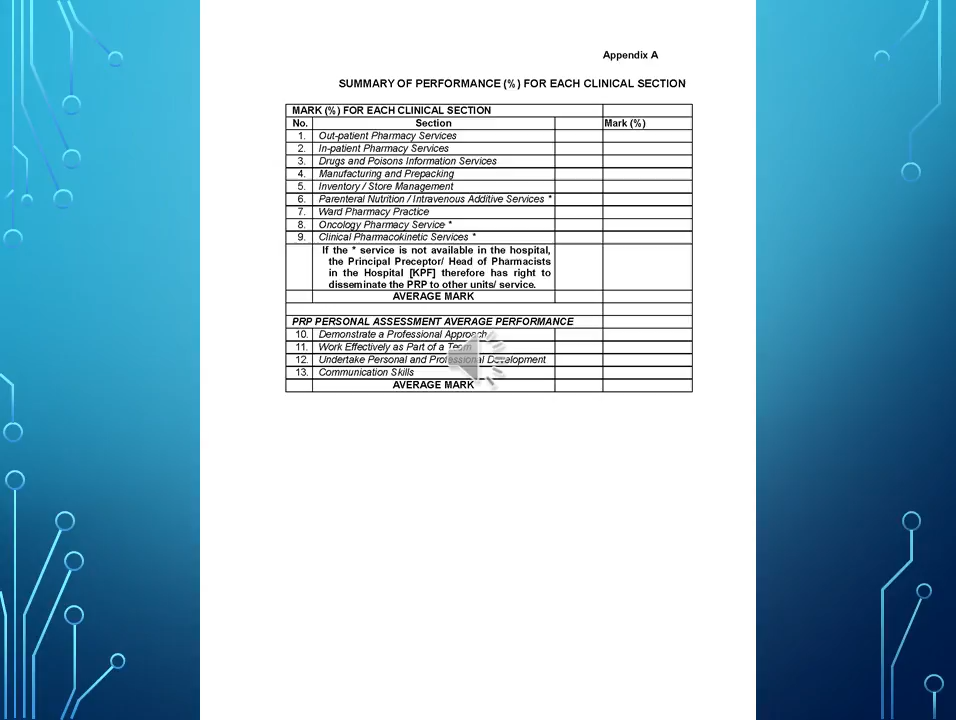 Appendix A
SUMMARY OF PERFORMANCE (%) FOR EACH CLINICAL SECTION
MARK (%) FOR EACH CLINICAL SECTION
No. Section Mark (%)
1. Out-patient Pharmacy Services
2. In-patient Pharmacy Services
3. Drugs and Poisons Information Services
4. Manufacturing and Prepacking
5. Inventory / Store Management
6. Parenteral Nutrition / Intravenous Additive Services *
7. Ward Pharmacy Practice
8. Oncology Pharmacy Service *
9. Clinical Pharmacokinetic Services *
If the * service is not available in the hospital,
the Principal Preceptor/ Head of Pharmacists
in the Hospital [KPF] therefore has right to
disseminate the PRP to other units/ service.
AVERAGE MARK
PRP PERSONAL ASSESSMENT AVERAGE PERFORMANCE
10. Demonstrate a Professional Approach
11. Work Effectively as Part of a Team
12. Undertake Personal and Professional Development
13. Communication Skills
AVERAGE MARK